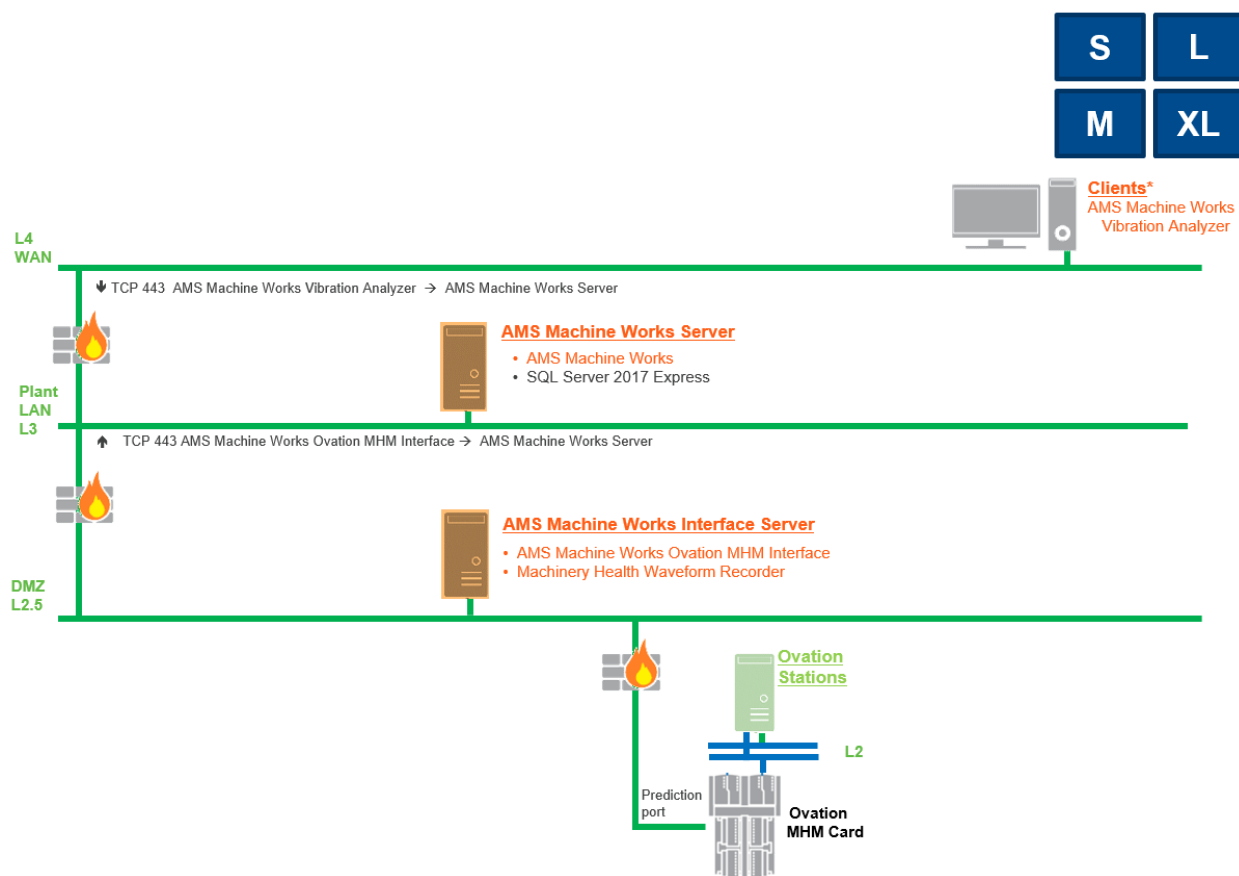 S L
M XL
Clients*
AMS Machine Works
Vibration Analyzer
L4
WAN
TCP 443 AMS Machine Works Vibration Analyzer → AMS Machine Works Server
AMS Machine Works Server
• AMS Machine Works
• SQL Server 2017 Express
Plant
LAN
L3
TCP 443 AMS Machine Works Ovation MHM Interface → AMS Machine Works Server
AMS Machine Works Interface Server
• AMS Machine Works Ovation MHM Interface
• Machinery Health Waveform Recorder
DMZ
L2.5
Ovation
Stations
L2
Prediction
port
Ovation
MHM Card